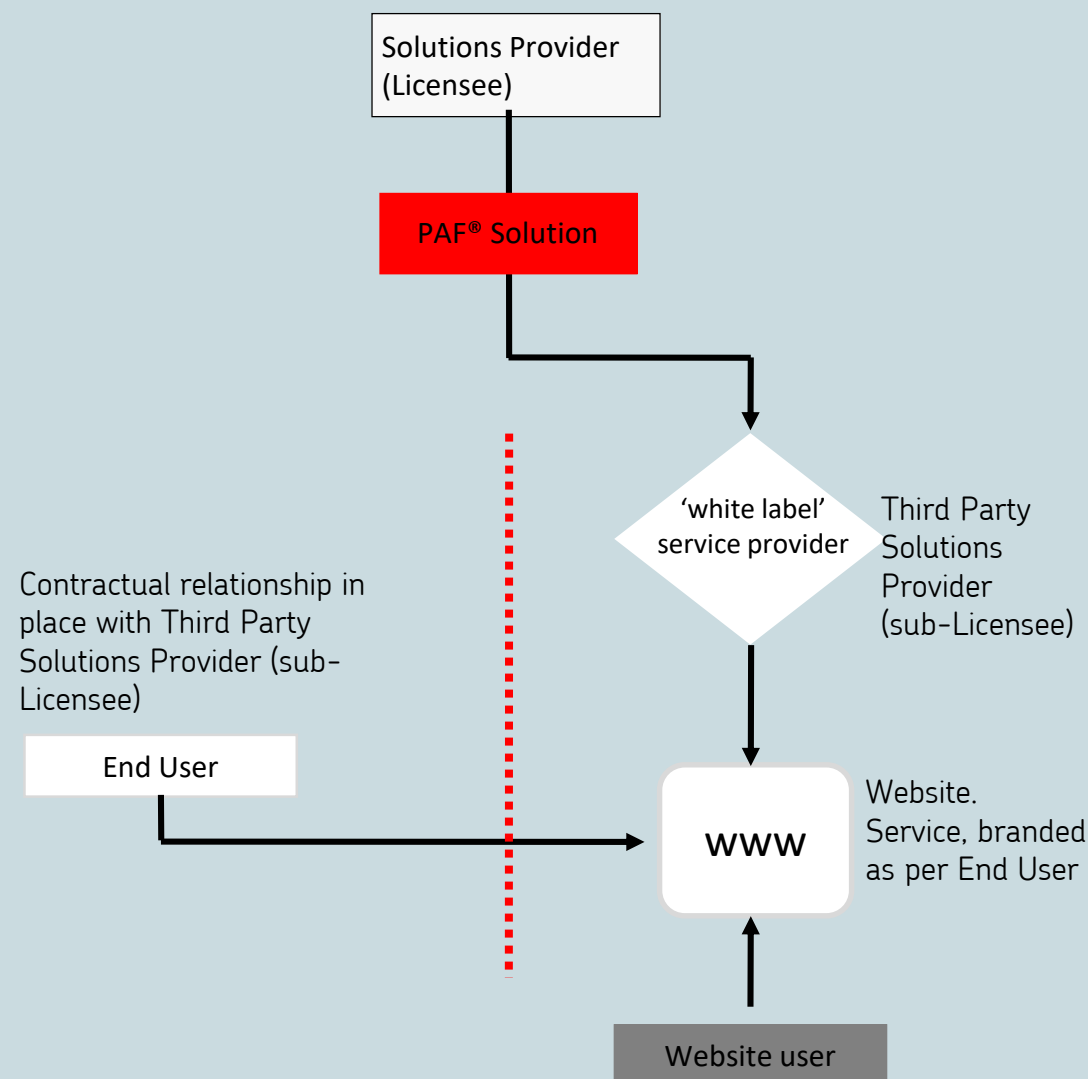 Solutions Provider
(Licensee)
PAF® Solution
‘white label’
service provider
Third Party
Solutions
Provider
(sub-Licensee)
Contractual relationship in
place with Third Party
Solutions Provider (sub-
Licensee)
End User
www
Website.
Service, branded
as per End User
Website user